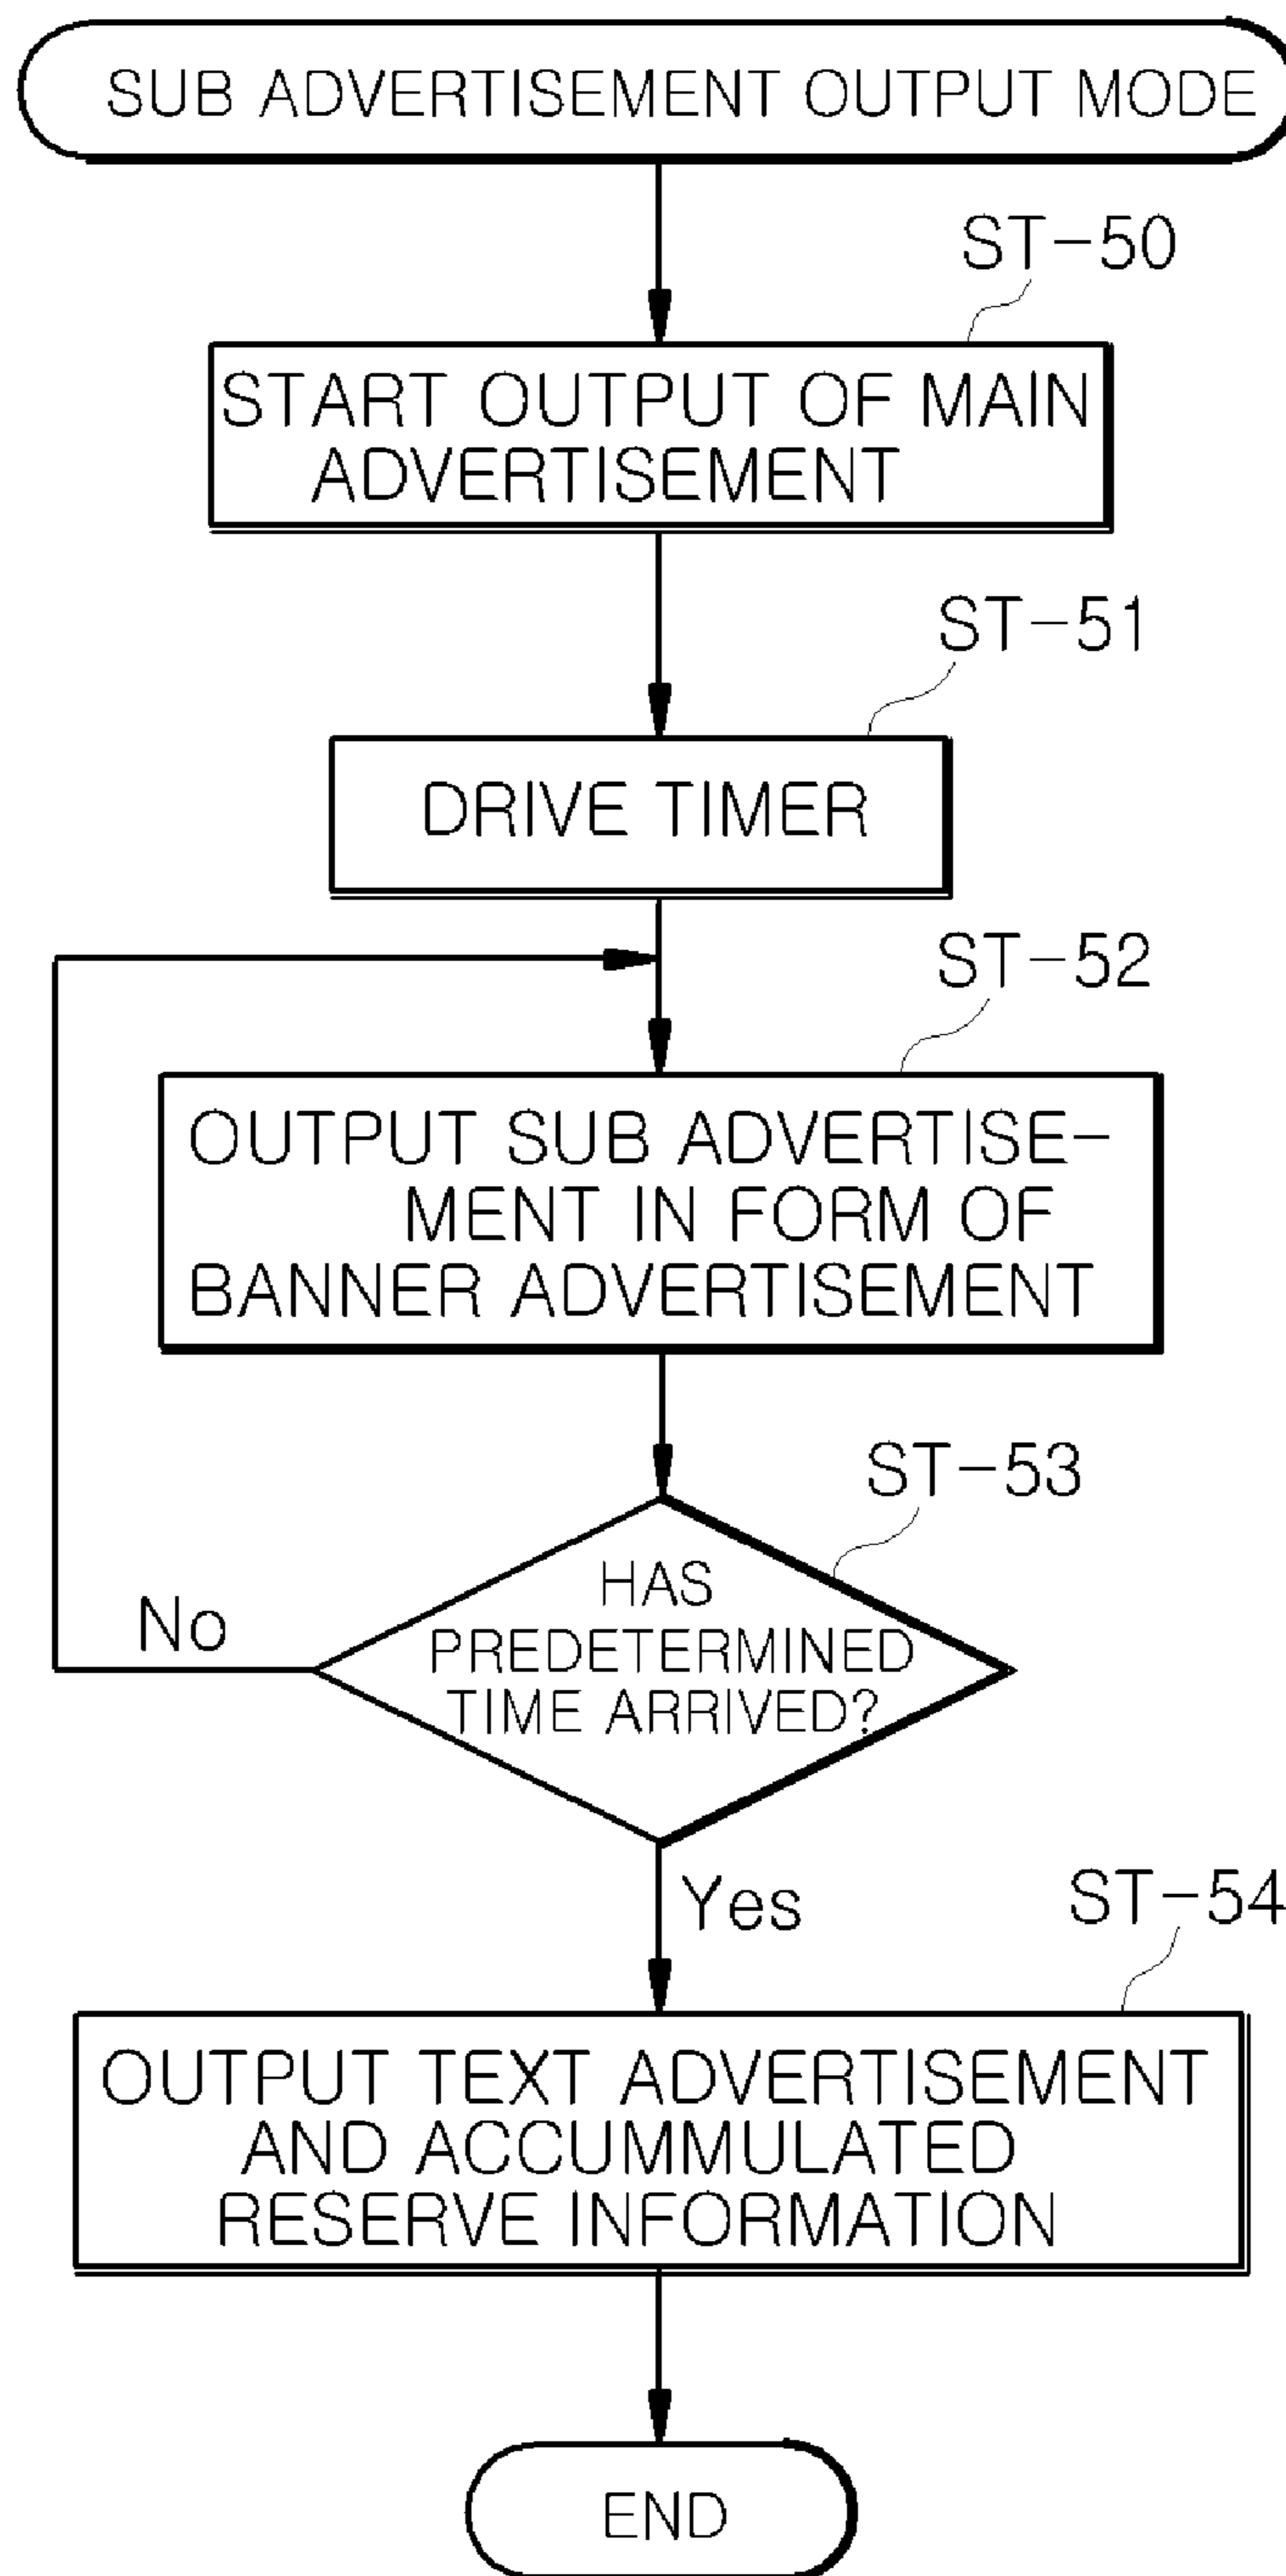 SUB ADVERTISEMENT OUTPUT MODE
ST-50
START OUTPUT OF MAIN
ADVERTISEMENT
ST-51
DRIVE TIMER
ST-52
OUTPUT SUB ADVERTISE-
MENT IN FORM OF
BANNER ADVERTISEMENT
ST-53
HAS
PREDETERMINED
TIME ARRIVED?
No
Yes
ST-54
OUTPUT TEXT ADVERTISEMENT
AND ACCUMMULATED
RESERVE INFORMATION
END